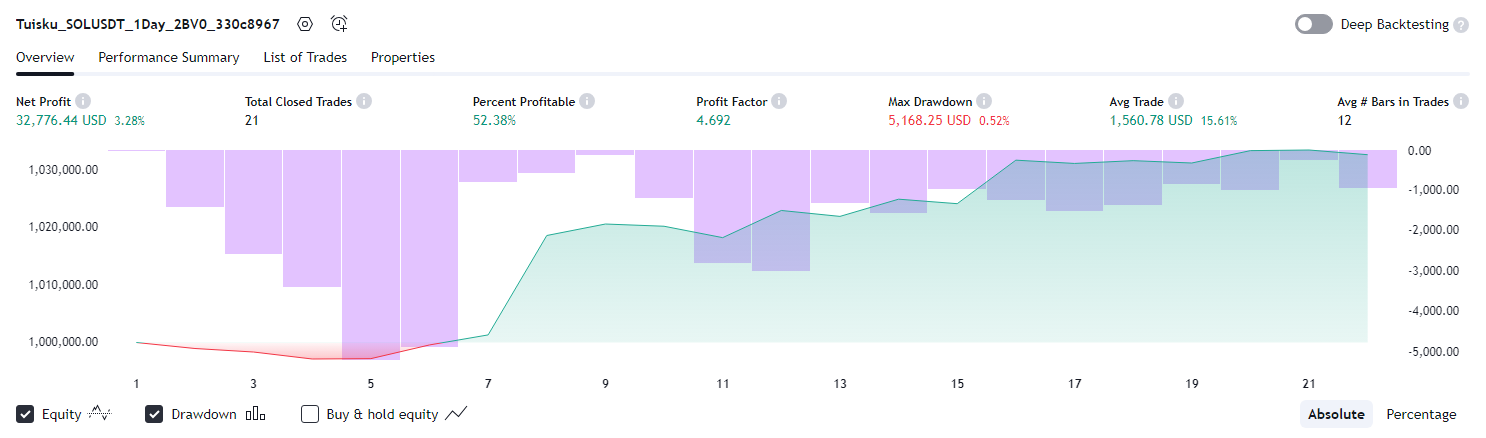 Tuisku_SOLUSDT_1Day_2BV0_330c8967 Deep Backtesting ?
Overview Performance Summary List of Trades Properties
Net Profit Total Closed Trades Percent Profitable Profit Factor Max Drawdown Avg Trade Avg # Bars in Trades
32,776.44 USD 3.28% 21 52.38% 4.692 5,168.25 USD 0.52% 1,560.78 USD 15.61% 12
0.00
1,030,000.00
-1,000.00
1,020,000.00 -2,000.00
-3,000.00
1,010,000.00
-4,000.00
1,000,000.00
-5,000.00
1 3 5 7 9 11 13 15 17 19 21
Equity Drawdown Buy & hold equity Absolute Percentage